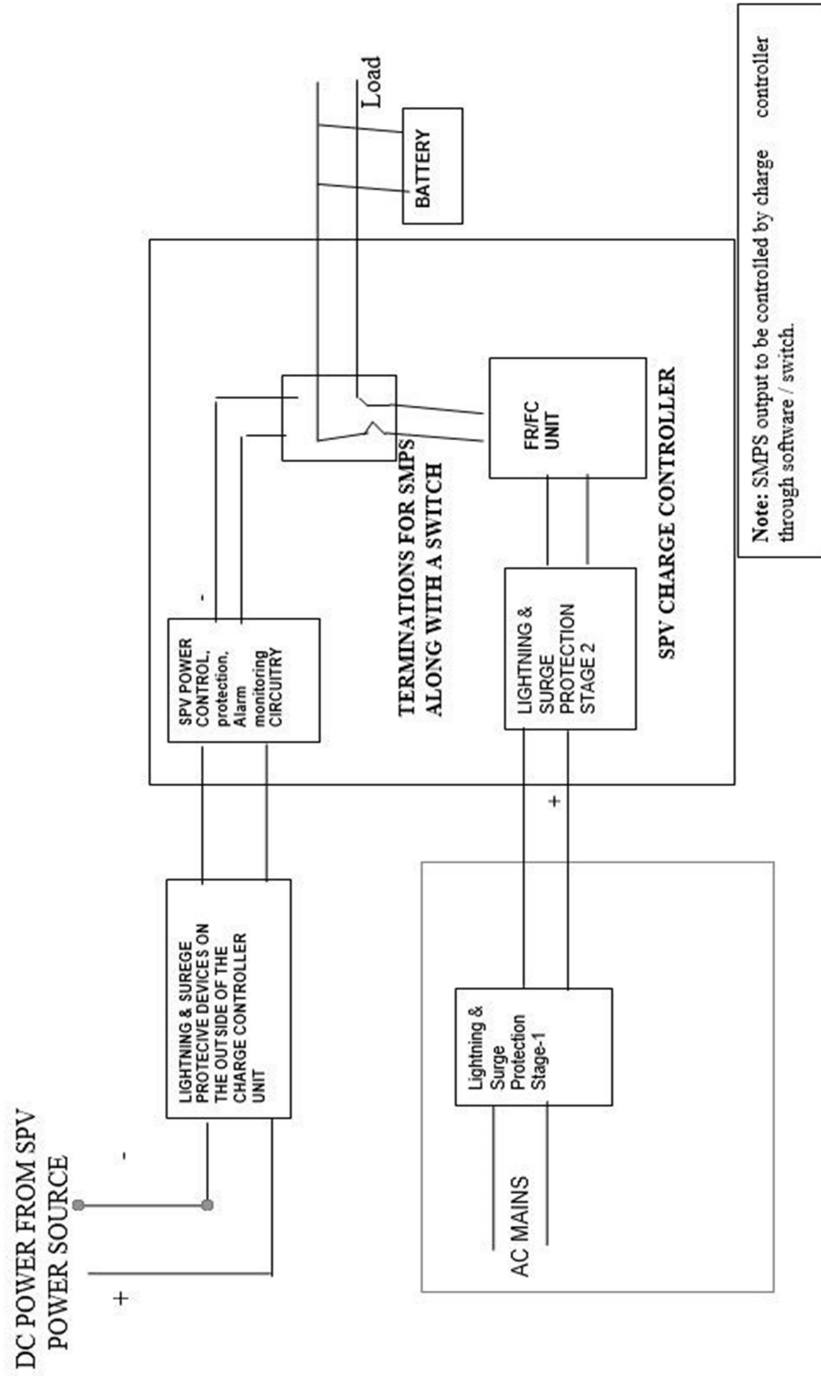 DC POWER FROM SPV
POWER SOURCE
+
-
LIGHTNING & SUREGE
PROTECIVE DEVICES ON
THE OUTSIDE OF THE
CHARGE CONTROLLER
UNIT
SPV POWER
CONTROL,
protection,
Alarm
monitoring
CIRCUITRY
-
TERMINATIONS FOR SMPS
ALONG WITH A SWITCH
Load
BATTERY
AC MAINS
Lightning &
Surge
Protection
Stage-1
+
LIGHTNING &
SURGE
PROTECTION
STAGE 2
FR/FC
UNIT
SPV CHARGE CONTROLLER
Note: SMPS output to be controlled by charge controller
through software / switch.